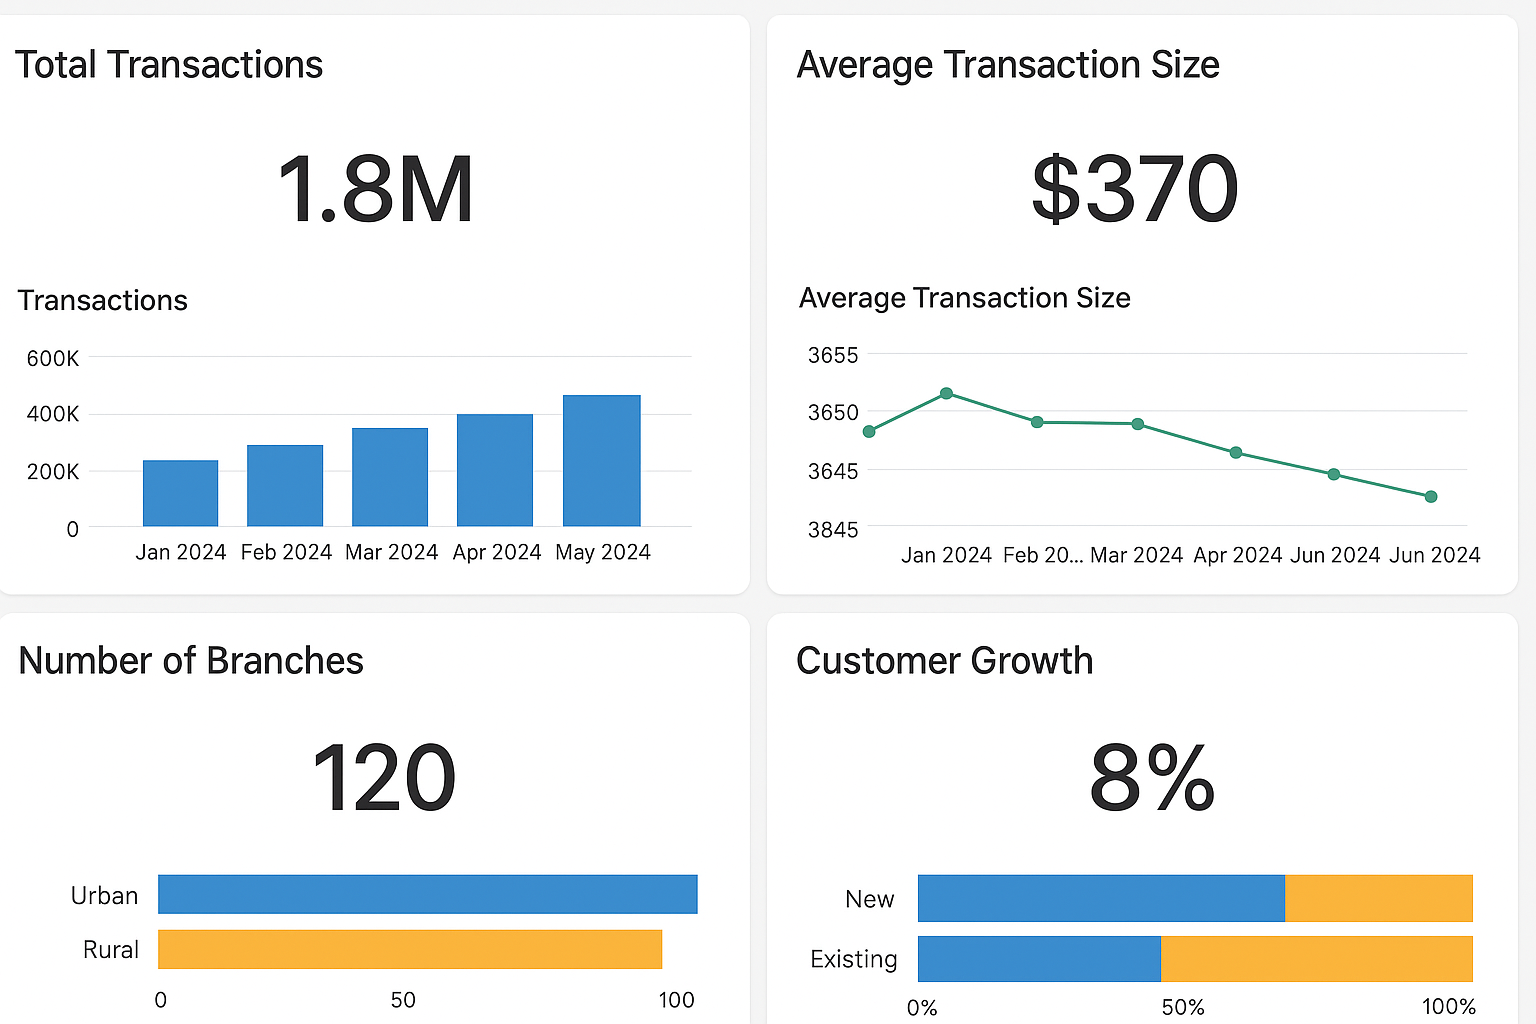 Total Transactions
1.8M
Transactions
600K
400K
200K
0
Jan 2024 Feb 2024 Mar 2024 Apr 2024 May 2024
Average Transaction Size
$370
Average Transaction Size
3655
3650
3645
3845
Jan 2024 Feb 20... Mar 2024 Apr 2024 Jun 2024 Jun 2024
Number of Branches
120
Urban
Rural
0 50 100
Customer Growth
8%
New
Existing
0% 50% 100%